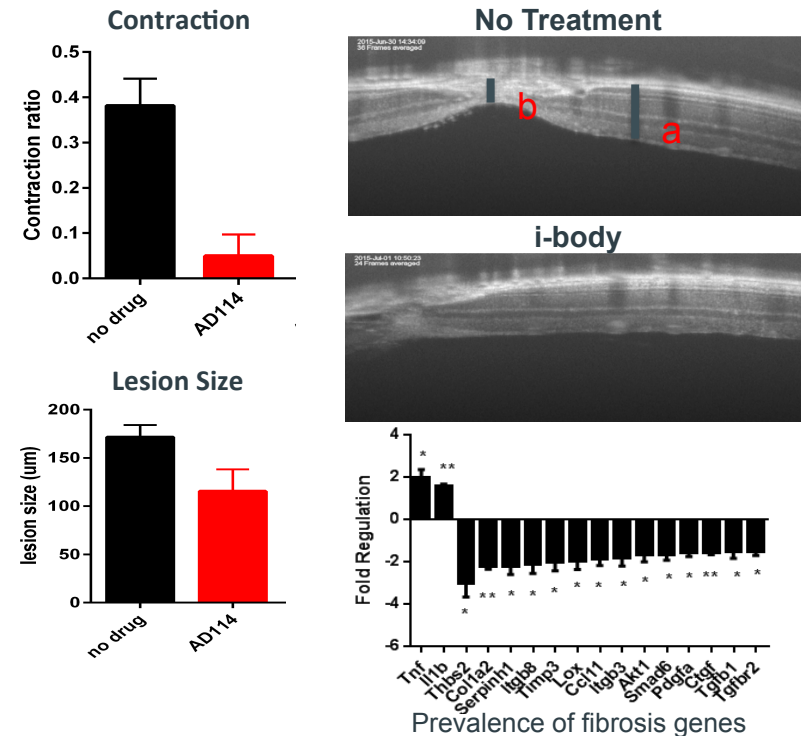 Contraction
Contraction ratio
0.5
0.4
0.3
0.2
0.1
0.0
no drug
AD114
Lesion Size
lesion size (um)
200
150
100
50
0
no drug
AD114
No Treatment
2015-Jun-30 14:34:09
36 Frames averaged
b
a
i-body
2015-Jul-01 10:50:23
24 Frames averaged
Fold Regulation
4
2
0
-2
-4
-6
*
**
*
**
*
*
*
*
*
*
*
*
*
**
*
*
Tnf
Il1b
Thbs2
Col1a2
Serpinh1
Itgb8
Timp3
Lox
Ccl11
Itgb3
Akt1
Smad6
Pdgfa
Ctgf
Tgfb1
Tgfbr2
Prevalence of fibrosis genes